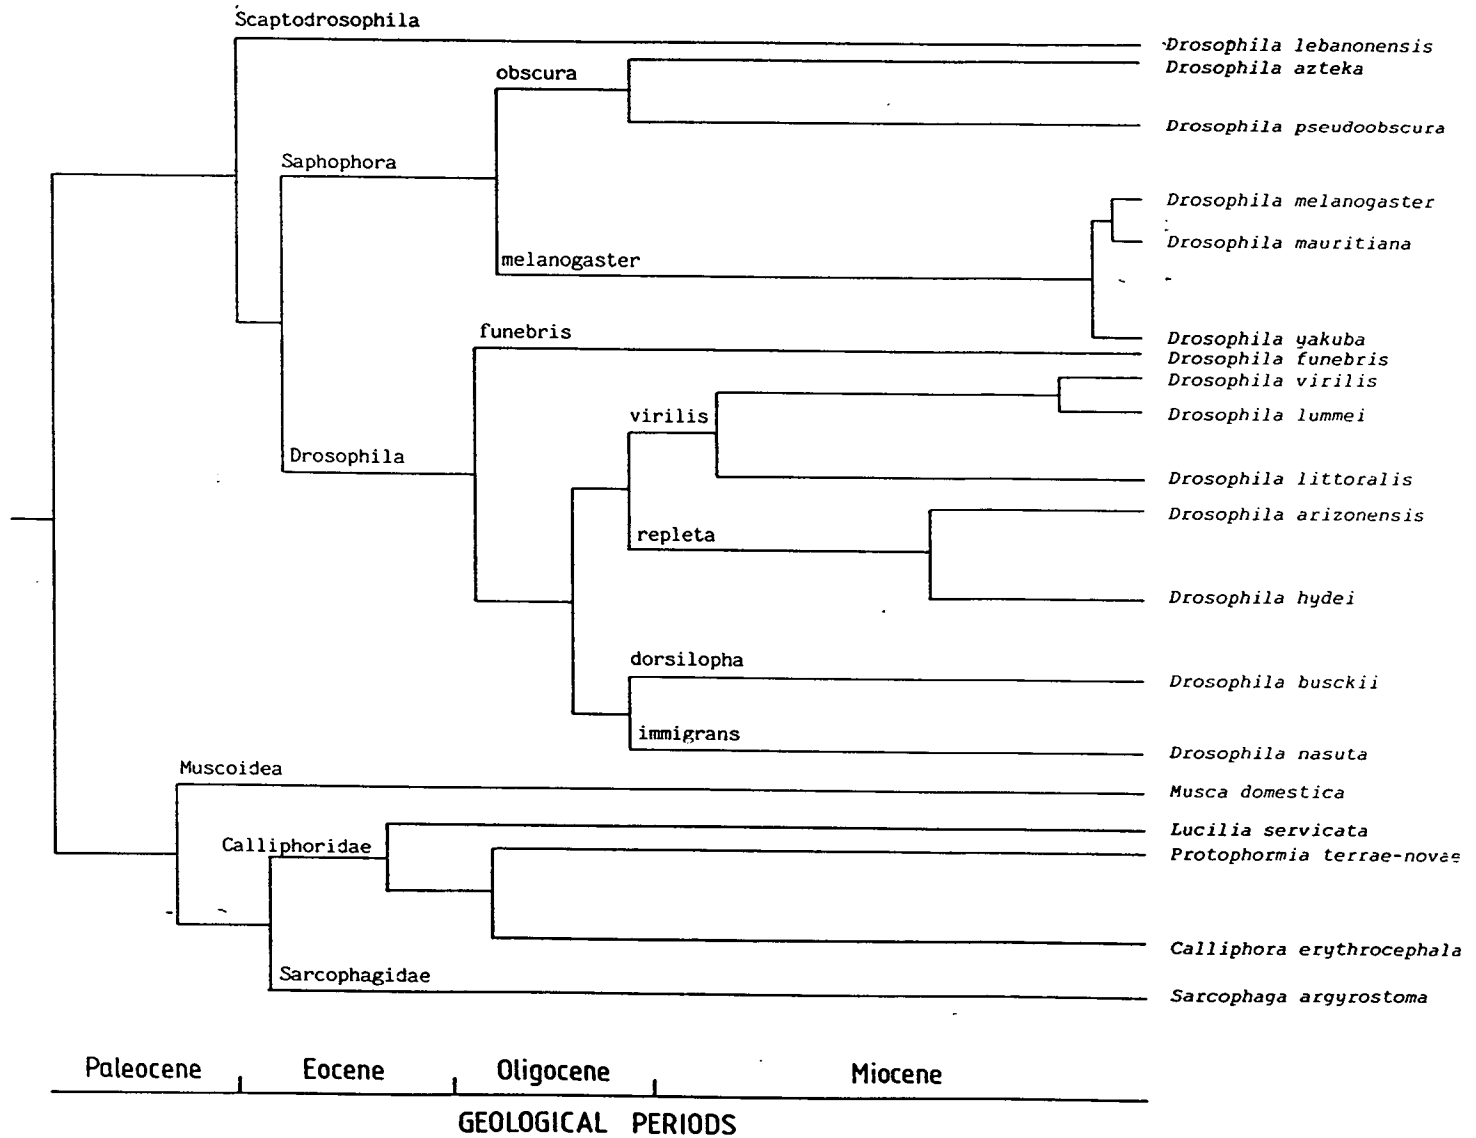 Scaptodrosophila
Drosophila lebanonensis
Drosophila azteka
obscura
Drosophila pseudoobscura
Saphophora
Drosophila melanogaster
Drosophila mauritiana
melanogaster
funebris
Drosophila yakuba
Drosophila funebris
Drosophila virilis
virilis
Drosophila lummei
Drosophila
Drosophila littoralis
Drosophila arizonensis
repleta
Drosophila hydei
dorsilopha
Drosophila busckii
immigrans
Drosophila nasuta
Muscoidea
Musca domestica
Lucilia servicata
Calliphoridae
Protophormia terrae-novae
Calliphora erythrocephala
Sarcophagidae
Sarcophaga argyrostoma
Paleocene Eocene Oligocene Miocene
GEOLOGICAL PERIODS